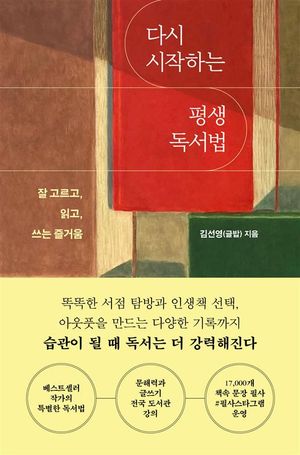 다시
시작하는
평생
독서법
잘 고르고,
읽고,
쓰는 즐거움
김선영(글밥) 지음
똑똑한 서점 탐방과 인생책 선택,
아웃풋을 만드는 다양한 기록까지
습관이 될 때 독서는 더 강력해진다
베스트셀러
작가의
특별한 독서법
문해력과
글쓰기
전국 도서관
강의
17,000개
책속 문장 필사
#필사스타그램
운영